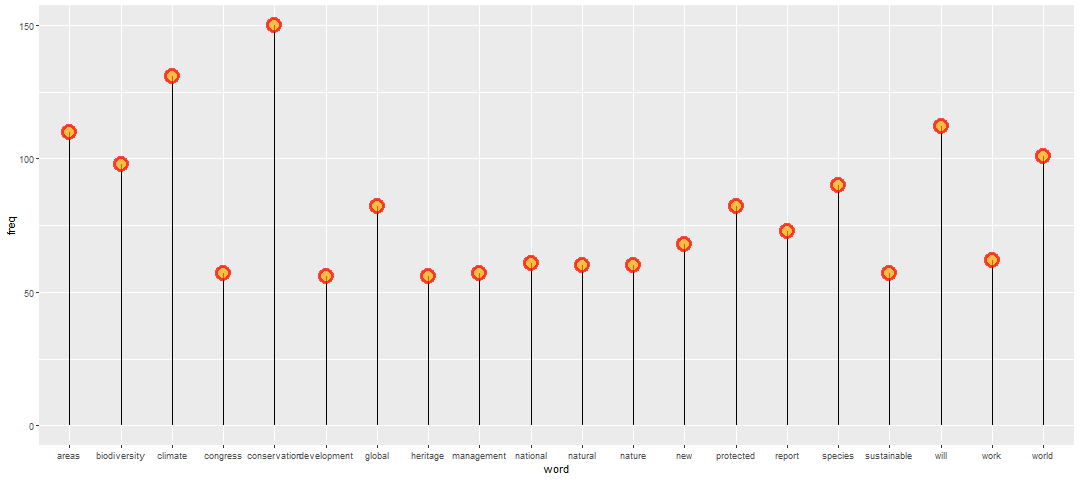 150
100
50
0
freq
areas biodiversity climate congress conservation development global heritage management national natural nature new protected report species sustainable will work world
word